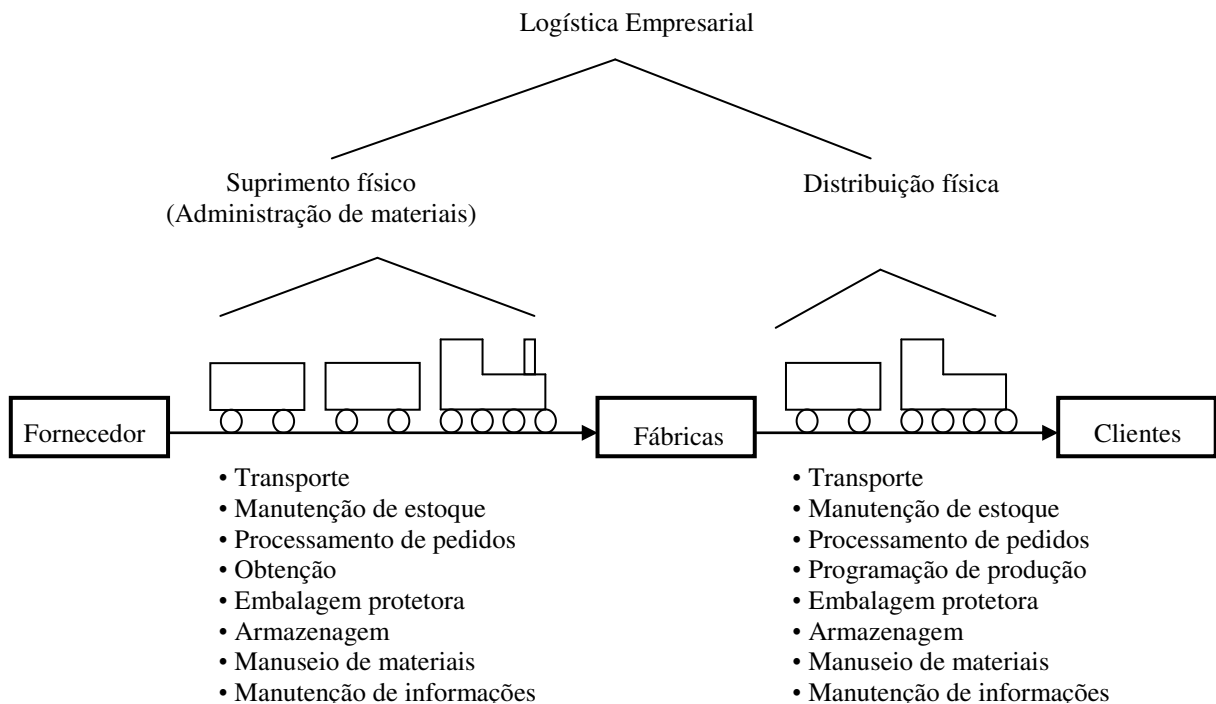 Logística Empresarial
Suprimento físico
(Administração de materiais)
Distribuição física
Fornecedor
Fábricas
Clientes
• Transporte
• Manutenção de estoque
• Processamento de pedidos
• Obtenção
• Embalagem protetora
• Armazenagem
• Manuseio de materiais
• Manutenção de informações
• Transporte
• Manutenção de estoque
• Processamento de pedidos
• Programação de produção
• Embalagem protetora
• Armazenagem
• Manuseio de materiais
• Manutenção de informações